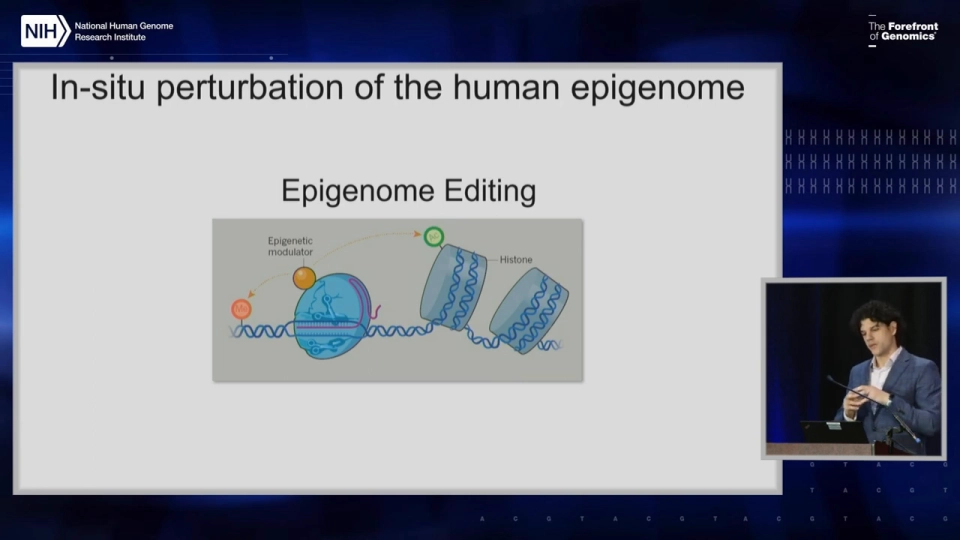 NIH
National Human Genome
Research Institute
The Forefront
of Genomics
In-situ perturbation of the human epigenome
Epigenome Editing
Epigenetic
modulator
Histone
G T A C G
T A C G T
A C G T A C G T A C G T A C G